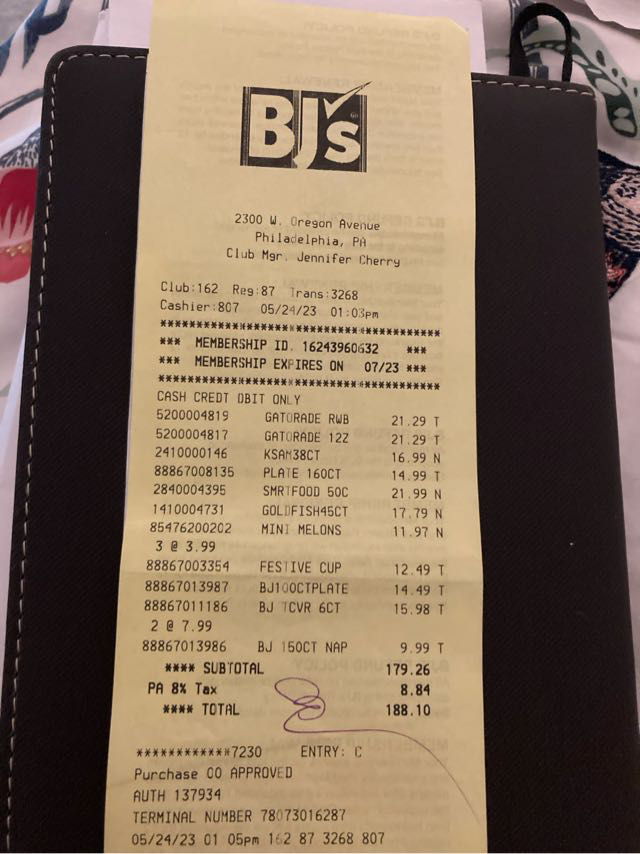 BJ's
2300 W. Oregon Avenue
Philadelphia, PA
Club Mgr. Jennifer Cherry
Club:162 Reg:87 Trans:3268
Cashier:807 05/24/23 01:03pm
****************************************
*** MEMBERSHIP ID. 16243960632 ***
*** MEMBERSHIP EXPIRES ON 07/23 ***
****************************************
CASH CREDT DBIT ONLY
5200004819 GATORADE RWB 21.29 T
5200004817 GATORADE 12Z 21.29 T
2410000146 KSAM38CT 16.99 N
88867008135 PLATE 160CT 14.99 T
2840004395 SMRTFOOD 50C 21.99 N
1410004731 GOLDFISH45CT 17.79 N
85476200202 MINI MELONS 11.97 N
3 @ 3.99
88867003354 FESTIVE CUP 12.49 T
88867013987 BJ100CTPLATE 14.49 T
88867011186 BJ TCVR 6CT 15.98 T
2 @ 7.99
88867013986 BJ 150CT NAP 9.99 T
**** SUBTOTAL 179.26
PA 8% Tax 8.84
**** TOTAL 188.10
************7230 ENTRY: C
Purchase 00 APPROVED
AUTH 137934
TERMINAL NUMBER 78073016287
05/24/23 01 05pm 162 87 3268 807